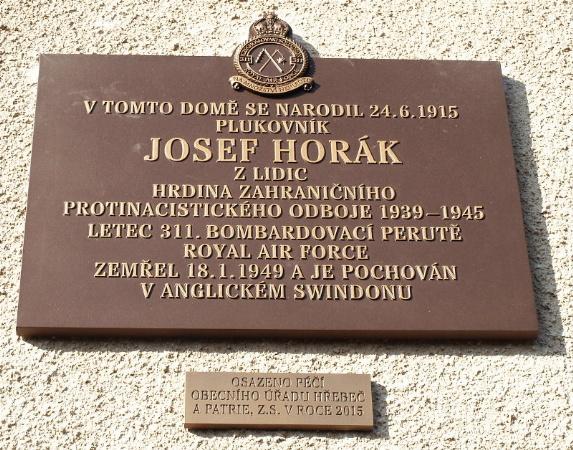 V TOMTO DOMĚ SE NARODIL 24.6.1915
PLUKOVNÍK
JOSEF HORÁK
Z LIDIC
HRDINA ZAHRANIČNÍHO
PROTINACISTICKÉHO ODBOJE 1939–1945
LETEC 311. BOMBARDOVACÍ PERUTĚ
ROYAL AIR FORCE
ZEMŘEL 18.1.1949 A JE POCHOVÁN
V ANGLICKÉM SWINDONU
OSAZENO PÉČÍ
OBECNÍHO ÚŘADU HŘEBEČ
A PATRIE, Z.S. V ROCE 2015